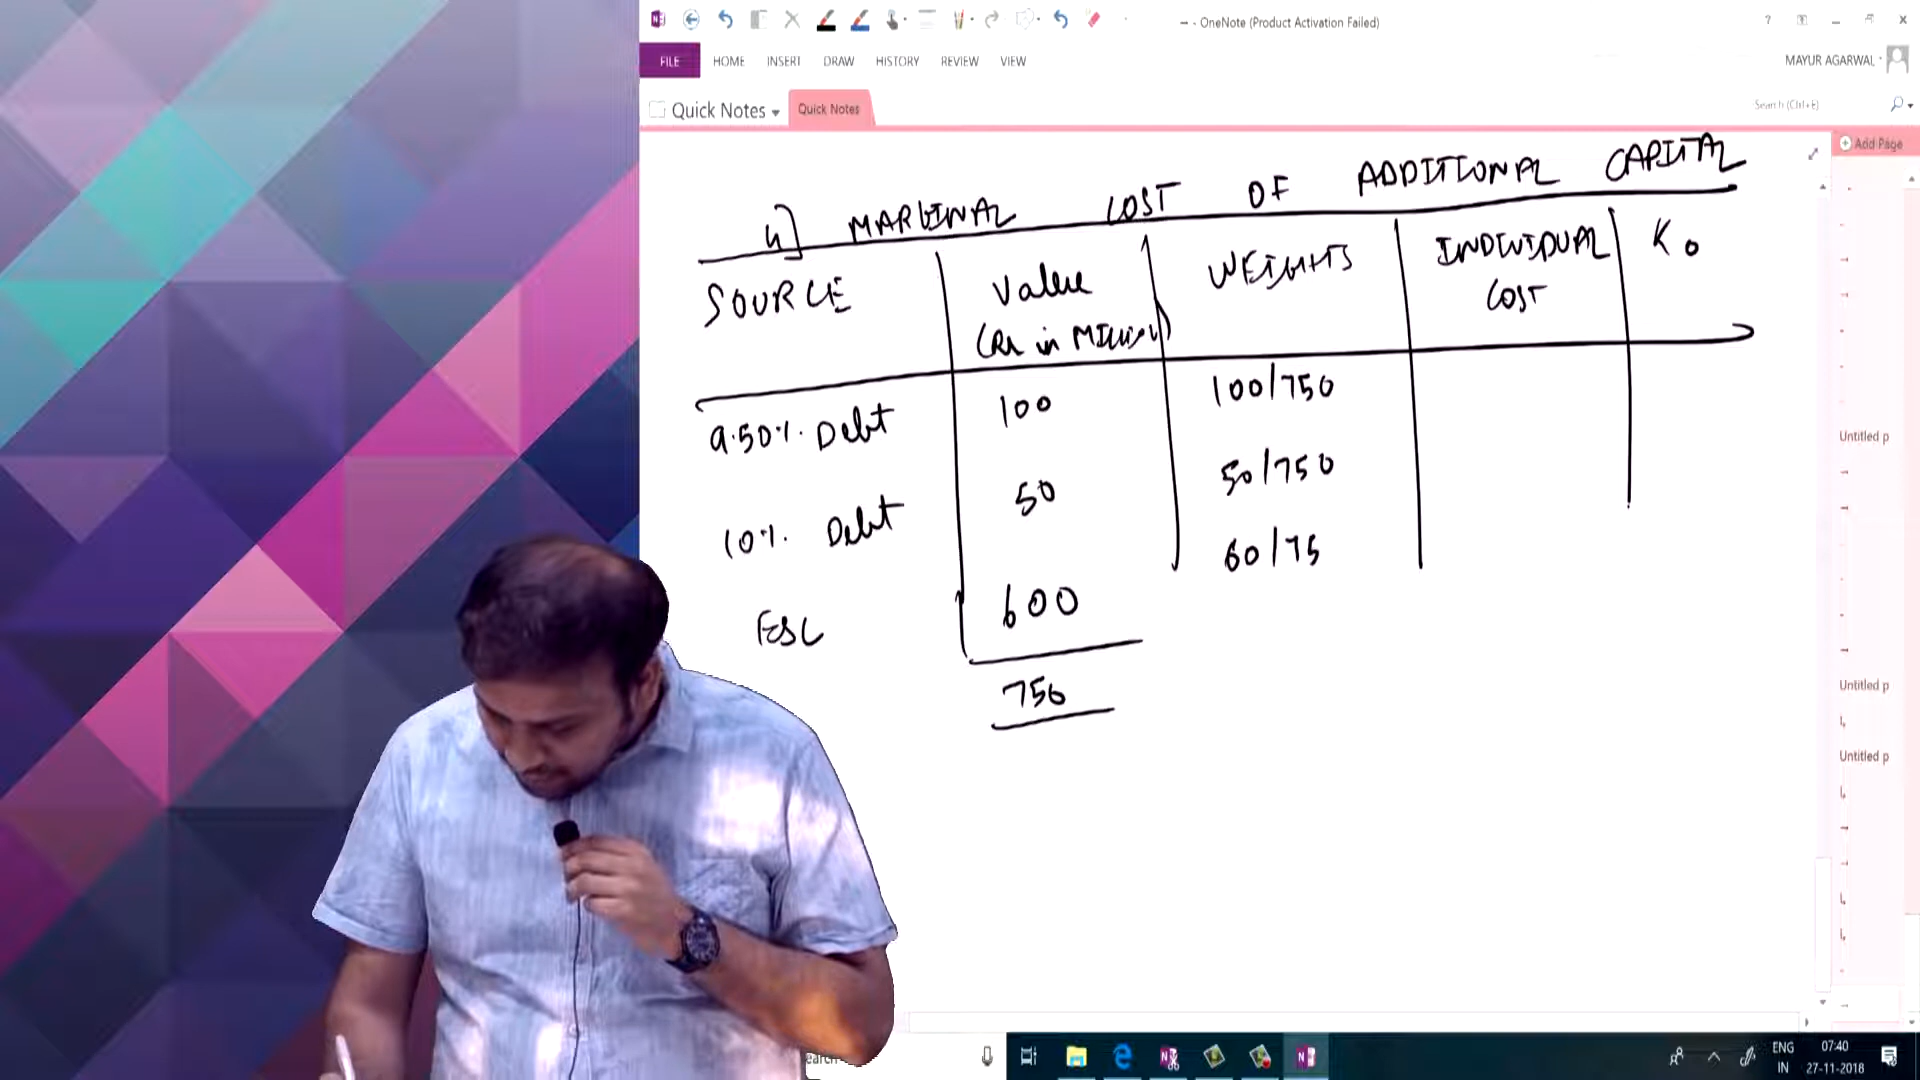 - - OneNote (Product Activation Failed)
FILE HOME INSERT DRAW HISTORY REVIEW VIEW
MAYUR AGARWAL
Quick Notes Quick Notes
Search (Ctrl+E)
Add Page
4] MARGINAL COST OF ADDITIONAL CAPITAL
SOURCE Value (Rs in MILLION) WEIGHTS INDIVIDUAL COST K0
9.50%. Debt 100 100/750
10%. Debt 50 50/750
ESC 600 60/75
750
Untitled p
Untitled p
Untitled p
ENG
IN
07:40
27-11-2018